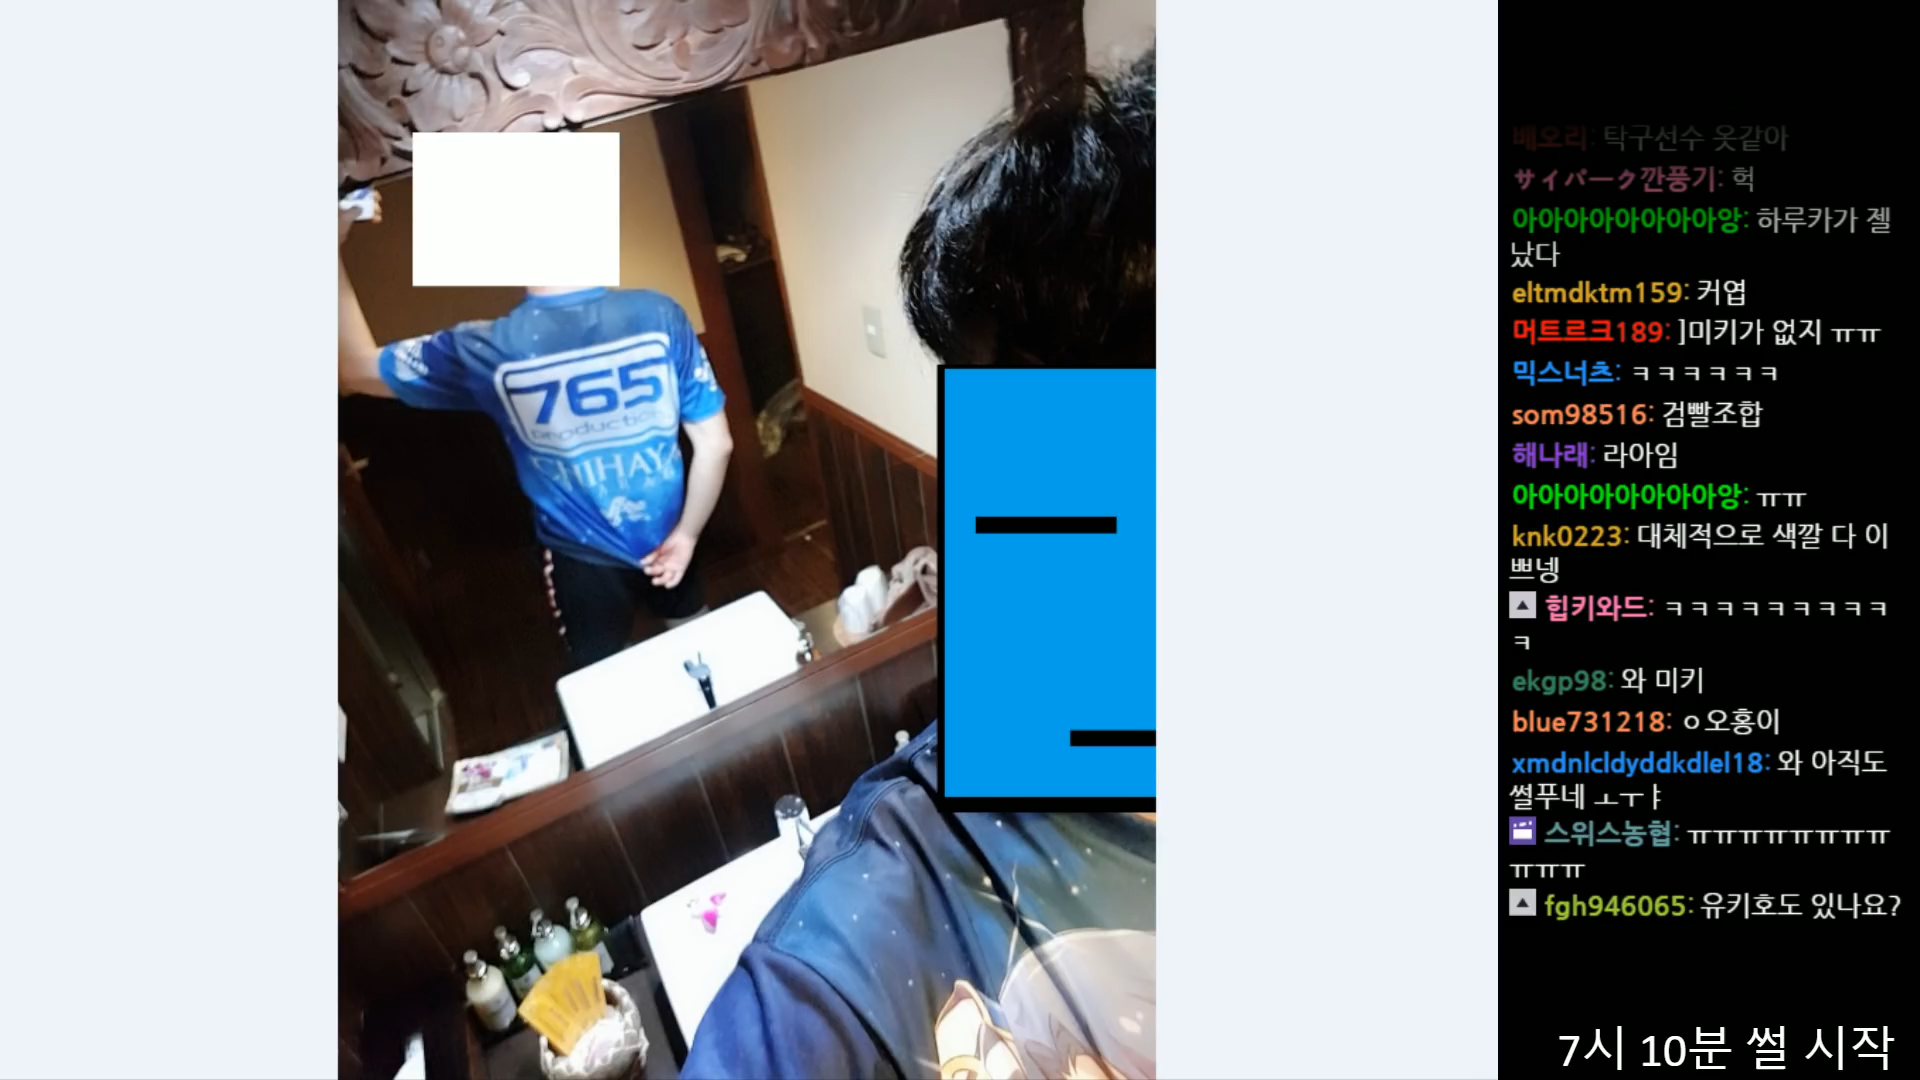 765
production
CHIHAYA
배오리: 탁구선수 옷같아
サイバーク깐풍기: 헉
아아아아아아아아앙: 하루카가 젤
났다
eltmdktm159: 커엽
머트르크189: ]미키가 없지 ㅠㅠ
믹스너츠: ㅋㅋㅋㅋㅋㅋ
som98516: 검빨조합
해나래: 라아임
아아아아아아아아앙: ㅠㅠ
knk0223: 대체적으로 색깔 다 이
쁘넹
힙키와드: ㅋㅋㅋㅋㅋㅋㅋㅋㅋ
ㅋ
ekgp98: 와 미키
blue731218: ㅇ오홍이
xmdnlcldyddkdlel18: 와 아직도
썰푸네 ㅗㅜㅑ
스위스농협: ㅠㅠㅠㅠㅠㅠㅠㅠ
ㅠㅠㅠ
fgh946065: 유키호도 있나요?
7시 10분 썰 시작